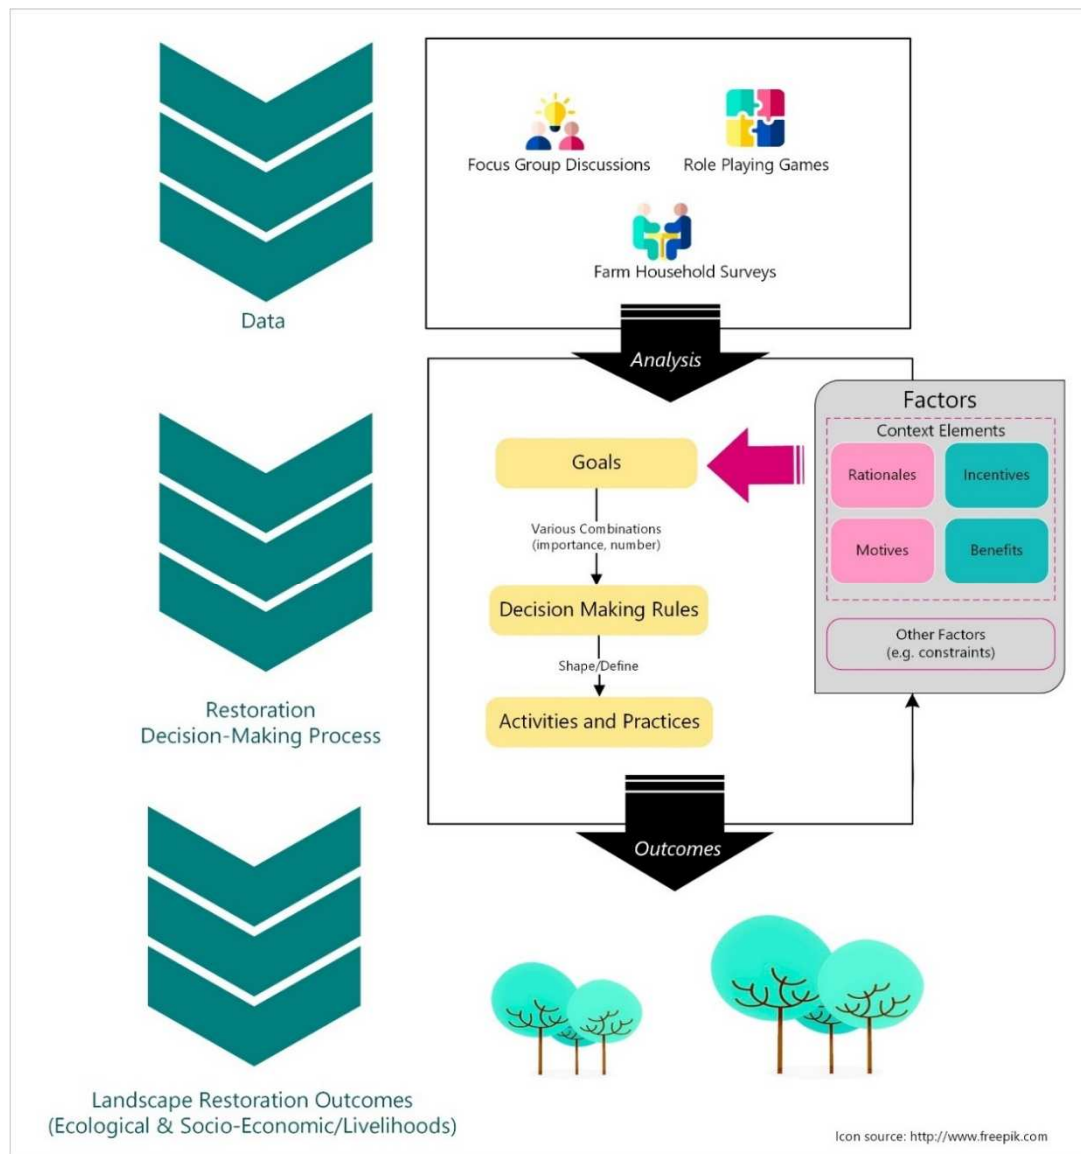 Focus Group Discussions
Role Playing Games
Farm Household Surveys
Data
Analysis
Factors
Context Elements
Rationales
Incentives
Motives
Benefits
Other Factors
(e.g. constraints)
Goals
Various Combinations
(importance, number)
Decision Making Rules
Shape/Define
Activities and Practices
Restoration
Decision-Making Process
Outcomes
Landscape Restoration Outcomes
(Ecological & Socio-Economic/Livelihoods)
Icon source: http://www.freepik.com